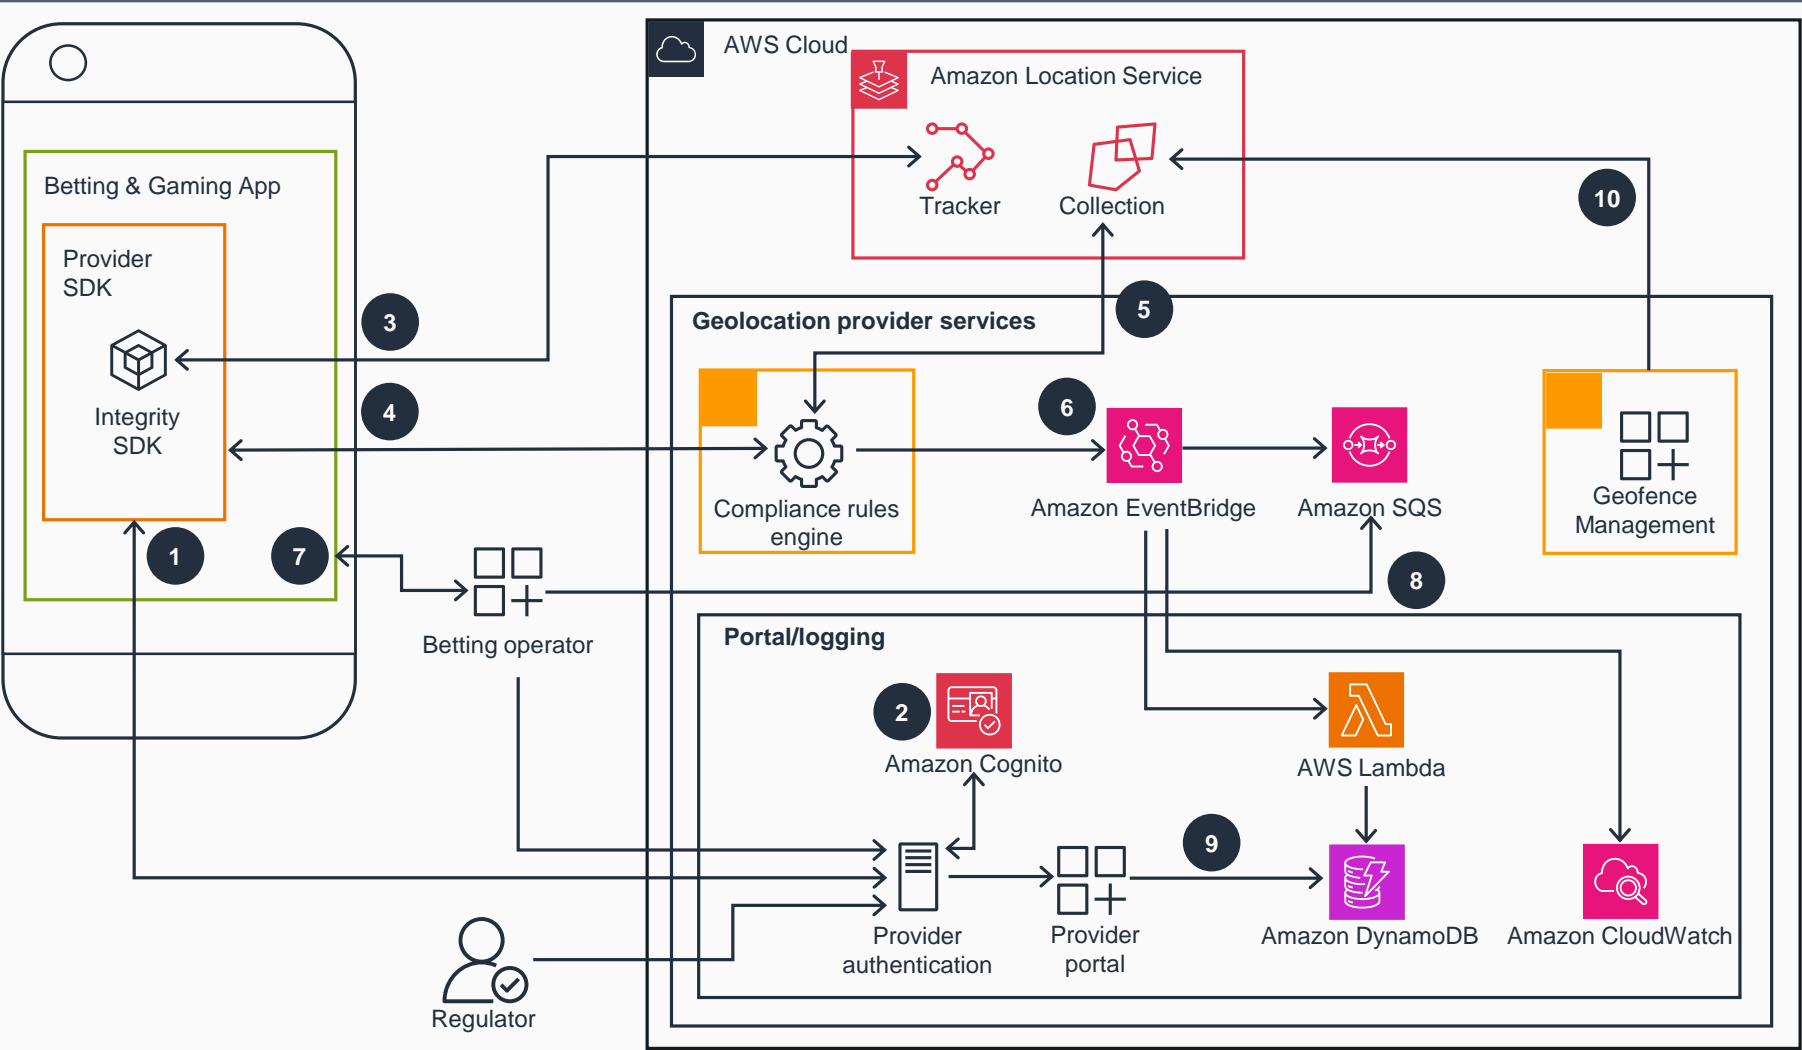 AWS Cloud
Amazon Location Service
Tracker
Collection
10
Betting & Gaming App
Provider
SDK
Integrity
SDK
3
4
5
Geolocation provider services
6
Compliance rules
engine
Amazon EventBridge
Amazon SQS
Geofence
Management
1
7
8
Betting operator
Portal/logging
2
Amazon Cognito
AWS Lambda
9
Provider
authentication
Provider
portal
Amazon DynamoDB
Amazon CloudWatch
Regulator